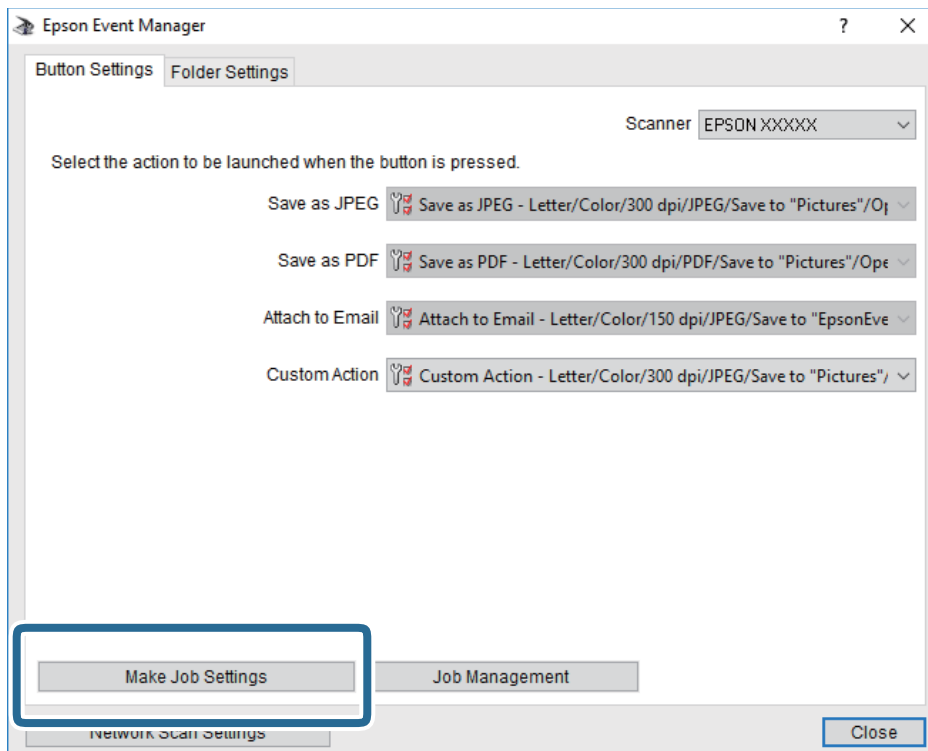 Epson Event Manager ? ×
Button Settings Folder Settings
Scanner EPSON XXXXX
Select the action to be launched when the button is pressed.
Save as JPEG Save as JPEG - Letter/Color/300 dpi/JPEG/Save to "Pictures"/Op
Save as PDF Save as PDF - Letter/Color/300 dpi/PDF/Save to "Pictures"/Ope
Attach to Email Attach to Email - Letter/Color/150 dpi/JPEG/Save to "EpsonEve
Custom Action Custom Action - Letter/Color/300 dpi/JPEG/Save to "Pictures"/
Make Job Settings Job Management
Network Scan Settings Close